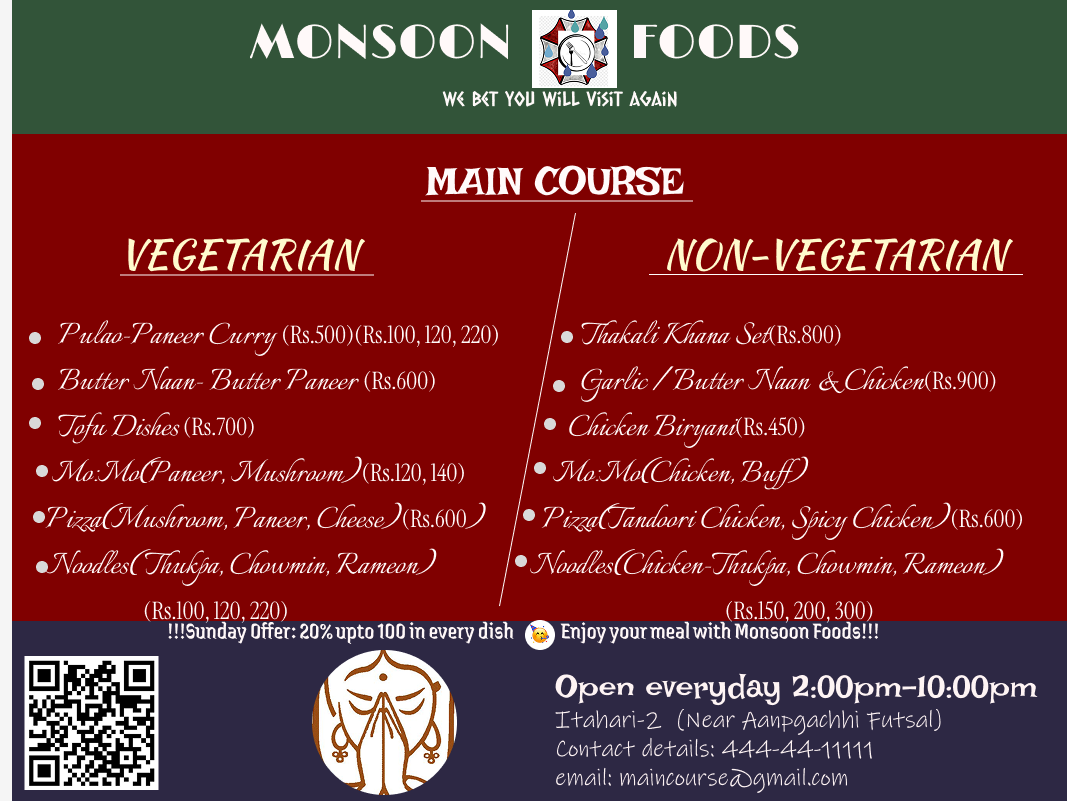 MONSOON FOODS
WE BET YOU WILL VISIT AGAIN
MAIN COURSE
VEGETARIAN
Pulao-Paneer Curry (Rs.500)(Rs.100, 120, 220)
Butter Naan- Butter Paneer (Rs.600)
Tofu Dishes (Rs.700)
Mo:Mo(Paneer, Mushroom) (Rs.120, 140)
Pizza(Mushroom, Paneer, Cheese) (Rs.600)
Noodles(Thukpa, Chowmin, Rameon)
(Rs.100, 120, 220)
NON-VEGETARIAN
Thakali Khana Set(Rs.800)
Garlic / Butter Naan & Chicken(Rs.900)
Chicken Biryani(Rs.450)
Mo:Mo(Chicken, Buff)
Pizza(Tandoori Chicken, Spicy Chicken) (Rs.600)
Noodles(Chicken-Thukpa, Chowmin, Rameon)
(Rs.150, 200, 300)
!!!Sunday Offer: 20% upto 100 in every dish 🥳 Enjoy your meal with Monsoon Foods!!!
Open everyday 2:00pm-10:00pm
Itahari-2 (Near Aanpgachhi Futsal)
Contact details: 444-44-11111
email: maincourse@gmail.com